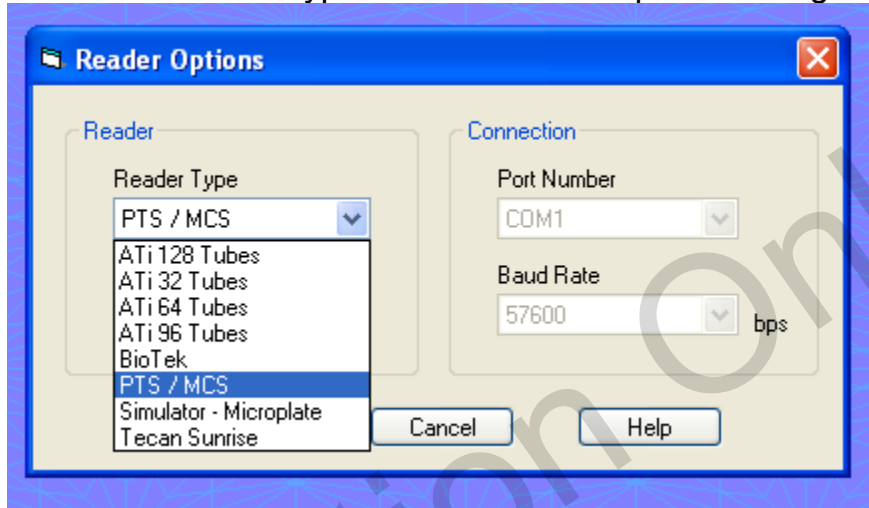 Reader Options
Reader
Reader Type
PTS / MCS
ATi 128 Tubes
ATi 32 Tubes
ATi 64 Tubes
ATi 96 Tubes
BioTek
PTS / MCS
Simulator - Microplate
Tecan Sunrise
Connection
Port Number
COM1
Baud Rate
57600
bps
Cancel
Help